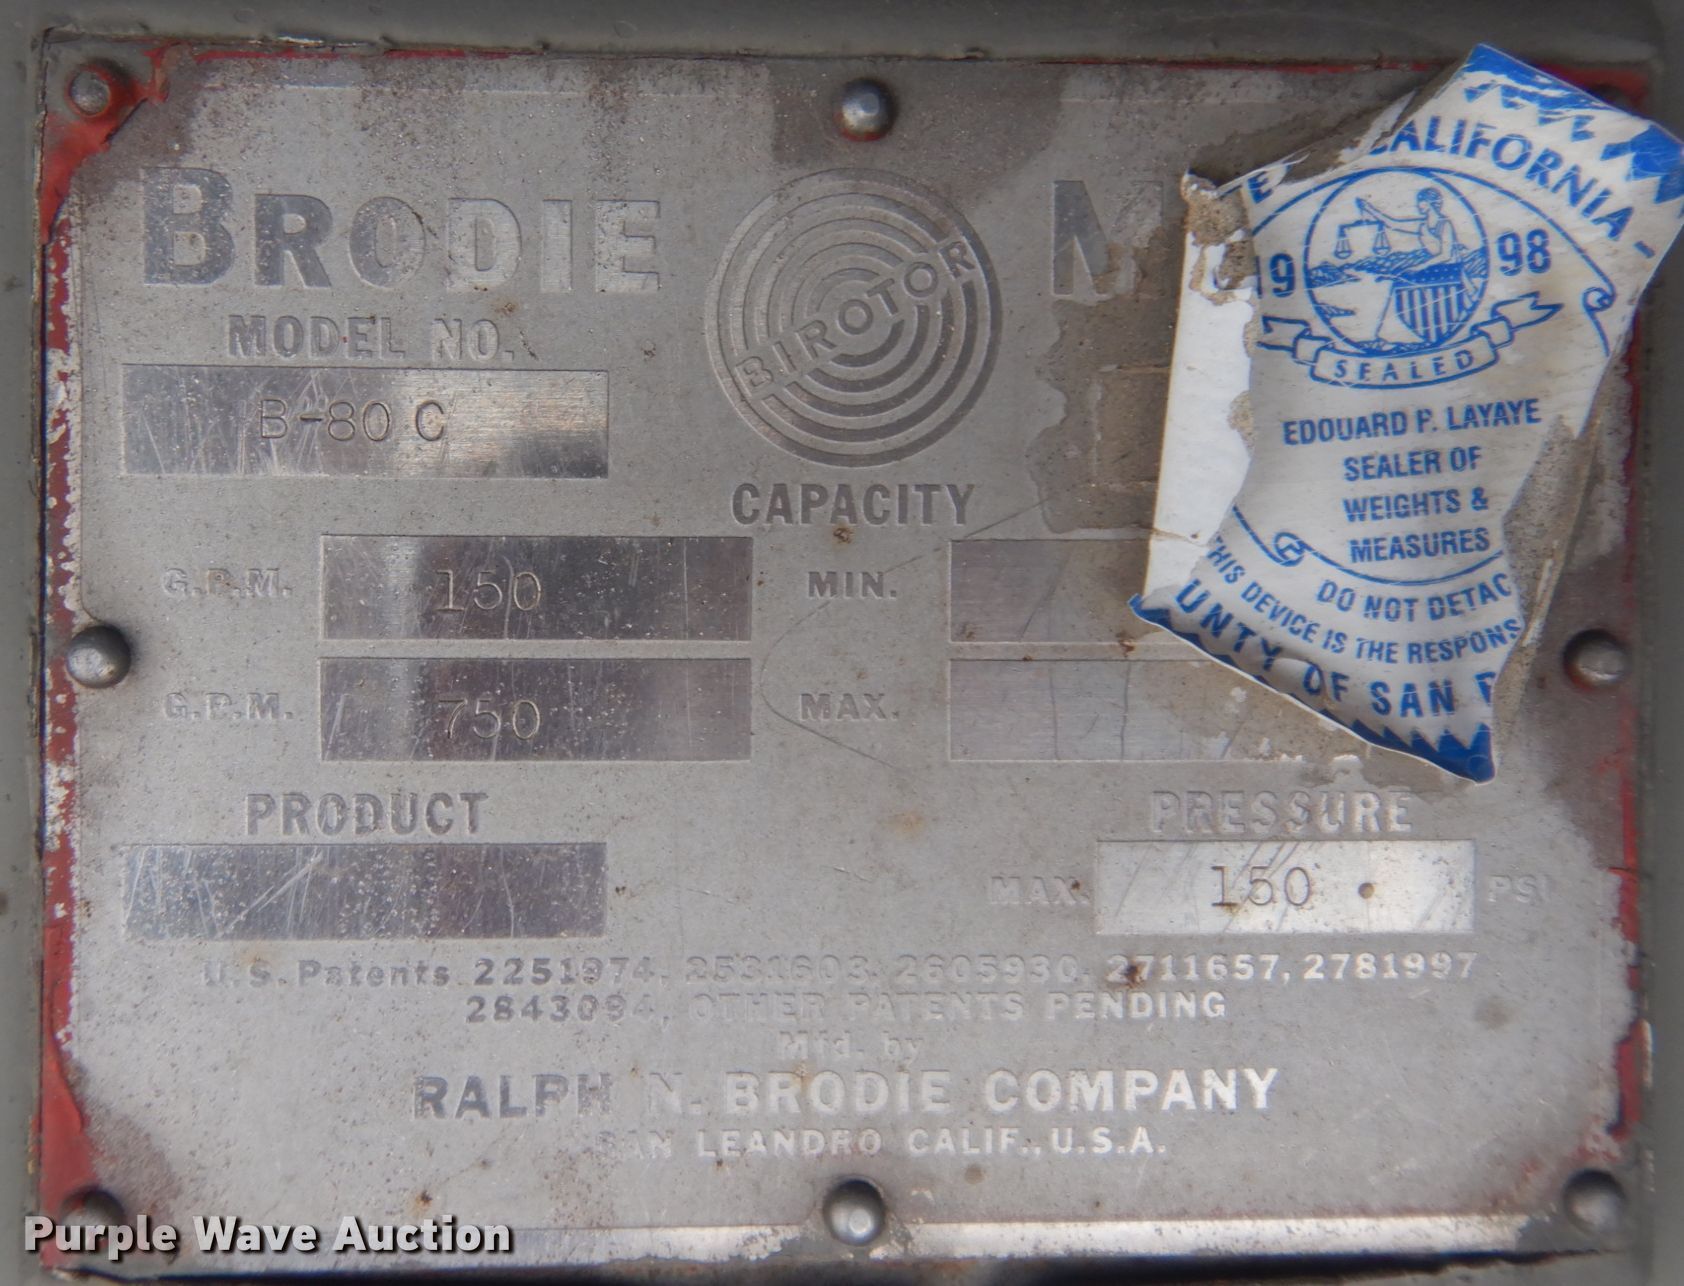 BRODIE
BIROTOR
MODEL NO.
B-80 C
CAPACITY
G.P.M. 150 MIN.
G.P.M. 750 MAX.
PRODUCT
PRESSURE
MAX. 150 PSI
U.S. Patents 2251974, 2531603, 2605930, 2711657, 2781997
2843094, OTHER PATENTS PENDING
Mfd. by
RALPH N. BRODIE COMPANY
SAN LEANDRO CALIF., U.S.A.
CALIFORNIA -
1998
SEALED
EDOUARD P. LAYAYE
SEALER OF
WEIGHTS &
MEASURES
DO NOT DETAC
THIS DEVICE IS THE RESPONS
UNTY OF SAN
Purple Wave Auction